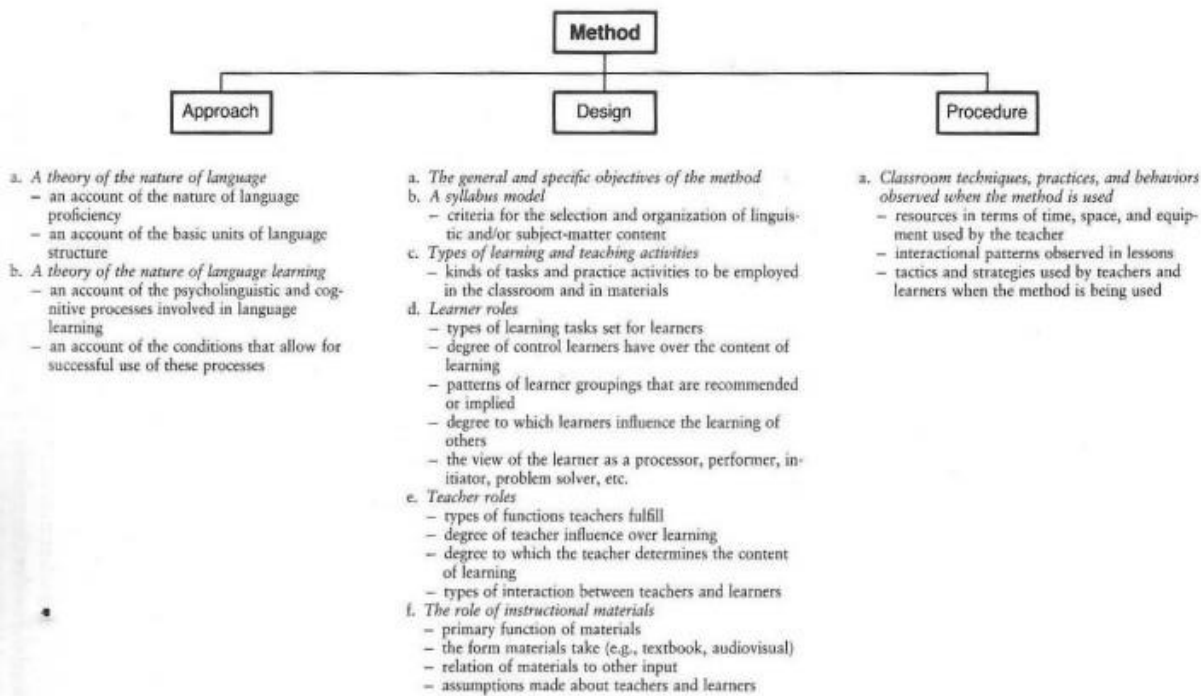 Method
Approach
Design
Procedure
a. A theory of the nature of language
– an account of the nature of language
proficiency
– an account of the basic units of language
structure
b. A theory of the nature of language learning
– an account of the psycholinguistic and cog-
nitive processes involved in language
learning
– an account of the conditions that allow for
successful use of these processes
a. The general and specific objectives of the method
b. A syllabus model
– criteria for the selection and organization of linguis-
tic and/or subject-matter content
c. Types of learning and teaching activities
– kinds of tasks and practice activities to be employed
in the classroom and in materials
d. Learner roles
– types of learning tasks set for learners
– degree of control learners have over the content of
learning
– patterns of learner groupings that are recommended
or implied
– degree to which learners influence the learning of
others
– the view of the learner as a processor, performer, in-
itiator, problem solver, etc.
e. Teacher roles
– types of functions teachers fulfill
– degree of teacher influence over learning
– degree to which the teacher determines the content
of learning
– types of interaction between teachers and learners
f. The role of instructional materials
– primary function of materials
– the form materials take (e.g., textbook, audiovisual)
– relation of materials to other input
– assumptions made about teachers and learners
a. Classroom techniques, practices, and behaviors
observed when the method is used
– resources in terms of time, space, and equip-
ment used by the teacher
– interactional patterns observed in lessons
– tactics and strategies used by teachers and
learners when the method is being used